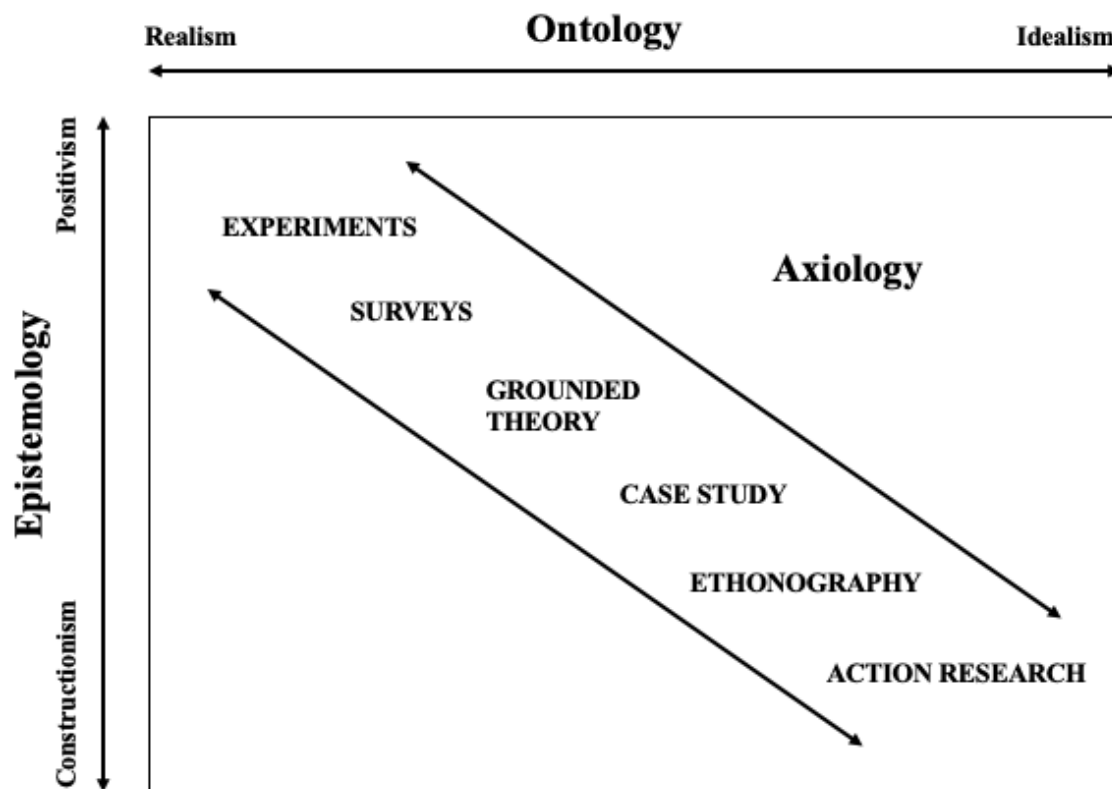 Ontology
Realism
Idealism
Positivism
Epistemology
Constructionism
EXPERIMENTS
Axiology
SURVEYS
GROUNDED
THEORY
CASE STUDY
ETHONOGRAPHY
ACTION RESEARCH